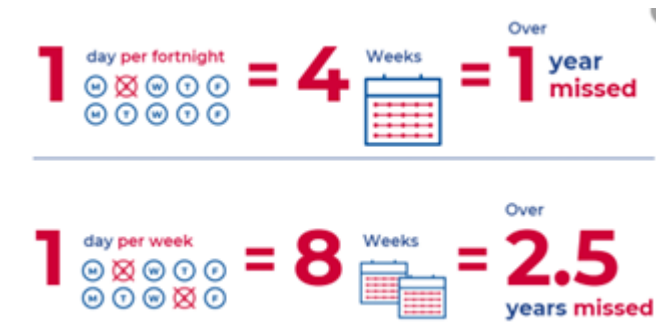 1 day per fortnight = 4 Weeks = Over 1 year missed
M T W T F
M T W T F
1 day per week = 8 Weeks = Over 2.5 years missed
M T W T F
M T W T F